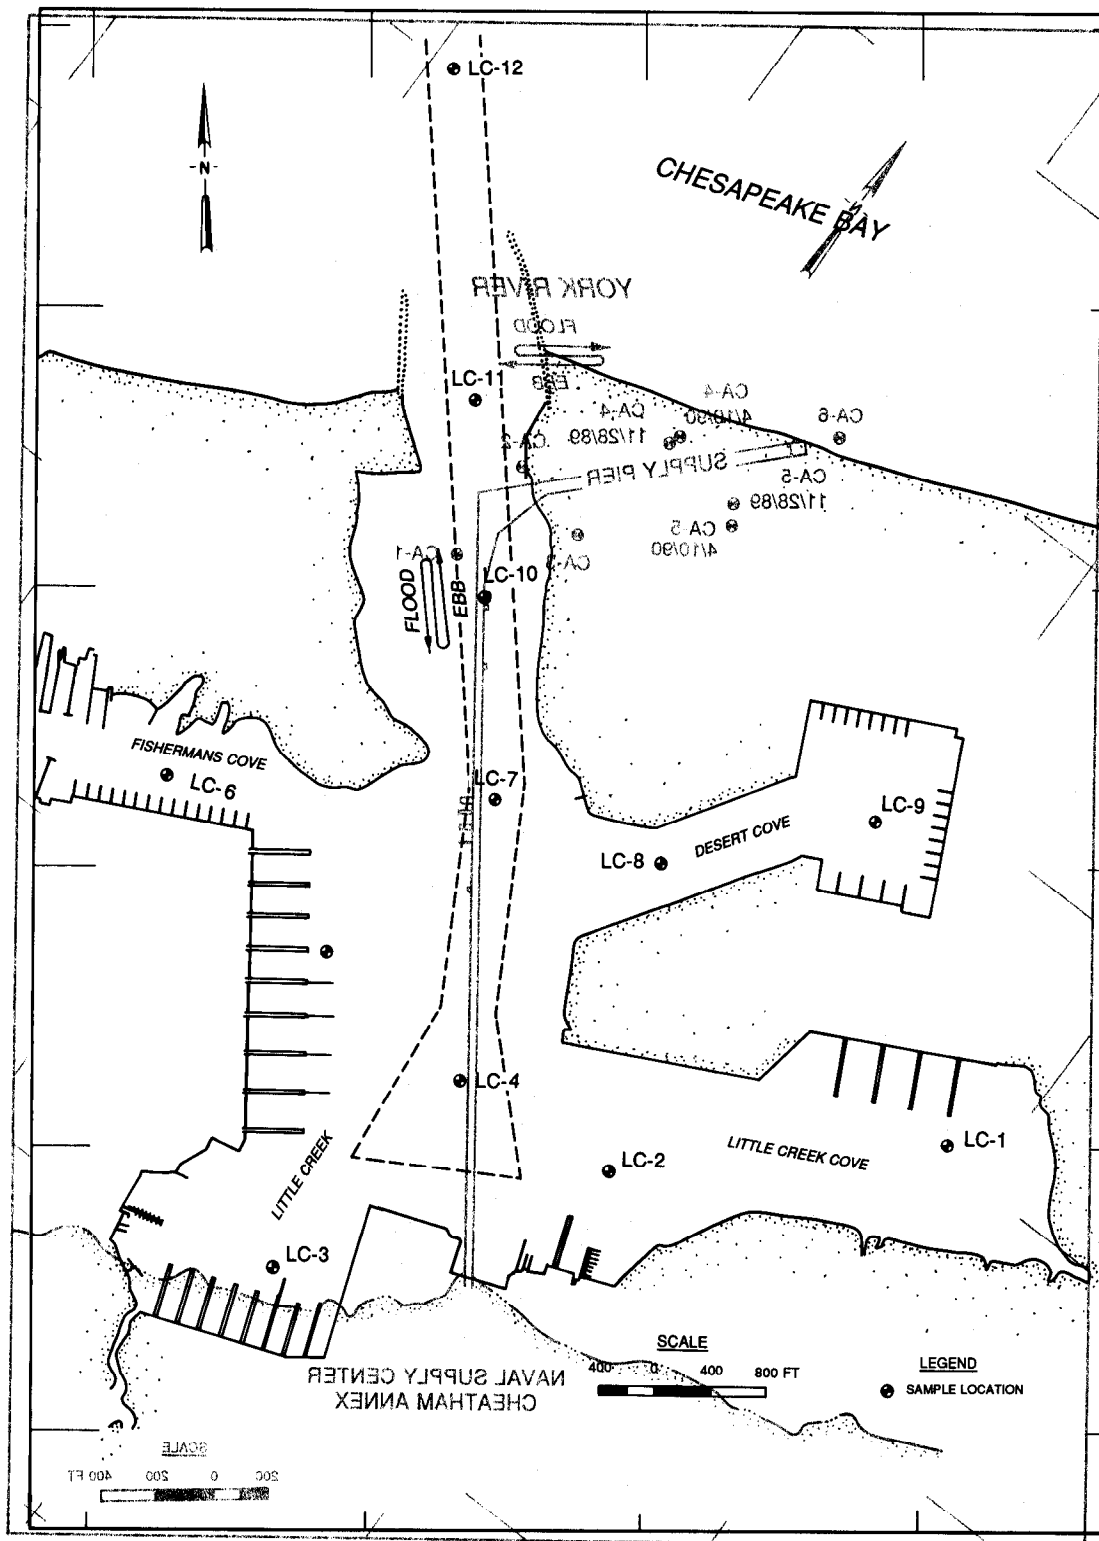 LC-12
N
CHESAPEAKE BAY
N
YORK RIVER
FLOOD
EBB
LC-11
CA-4
4/10/90
CA-4
11/28/89
CA-6
CA-2
SUPPLY PIER
CA-5
11/28/89
CA-5
4/10/90
CA-1
CA-3
LC-10
FLOOD
EBB
FISHERMANS COVE
LC-6
LC-7
LC-9
DESERT COVE
LC-8
LC-4
LC-1
LITTLE CREEK COVE
LC-2
LITTLE CREEK
LC-3
SCALE
400 0 400 800 FT
LEGEND
SAMPLE LOCATION
NAVAL SUPPLY CENTER
CHEATHAM ANNEX
SCALE
200 0 200 400 FT